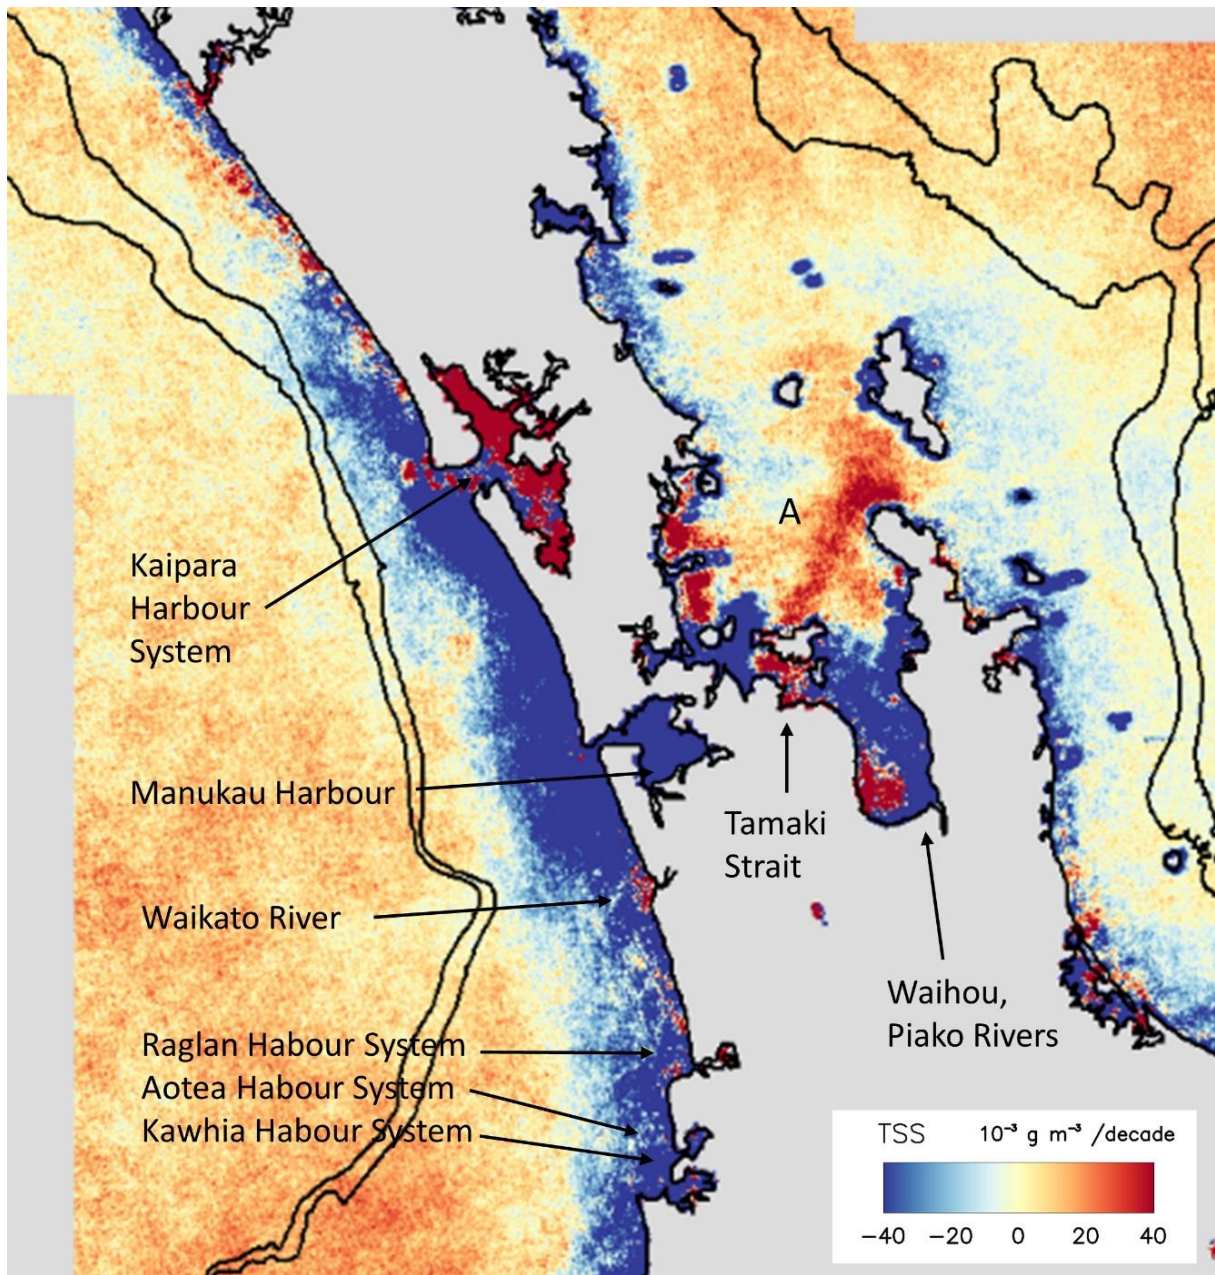 A
Kaipara
Harbour
System
Manukau Harbour
Tamaki
Strait
Waikato River
Waihou,
Piako Rivers
Raglan Habour System
Aotea Habour System
Kawhia Habour System
TSS 10⁻³ g m⁻³ /decade
−40 −20 0 20 40